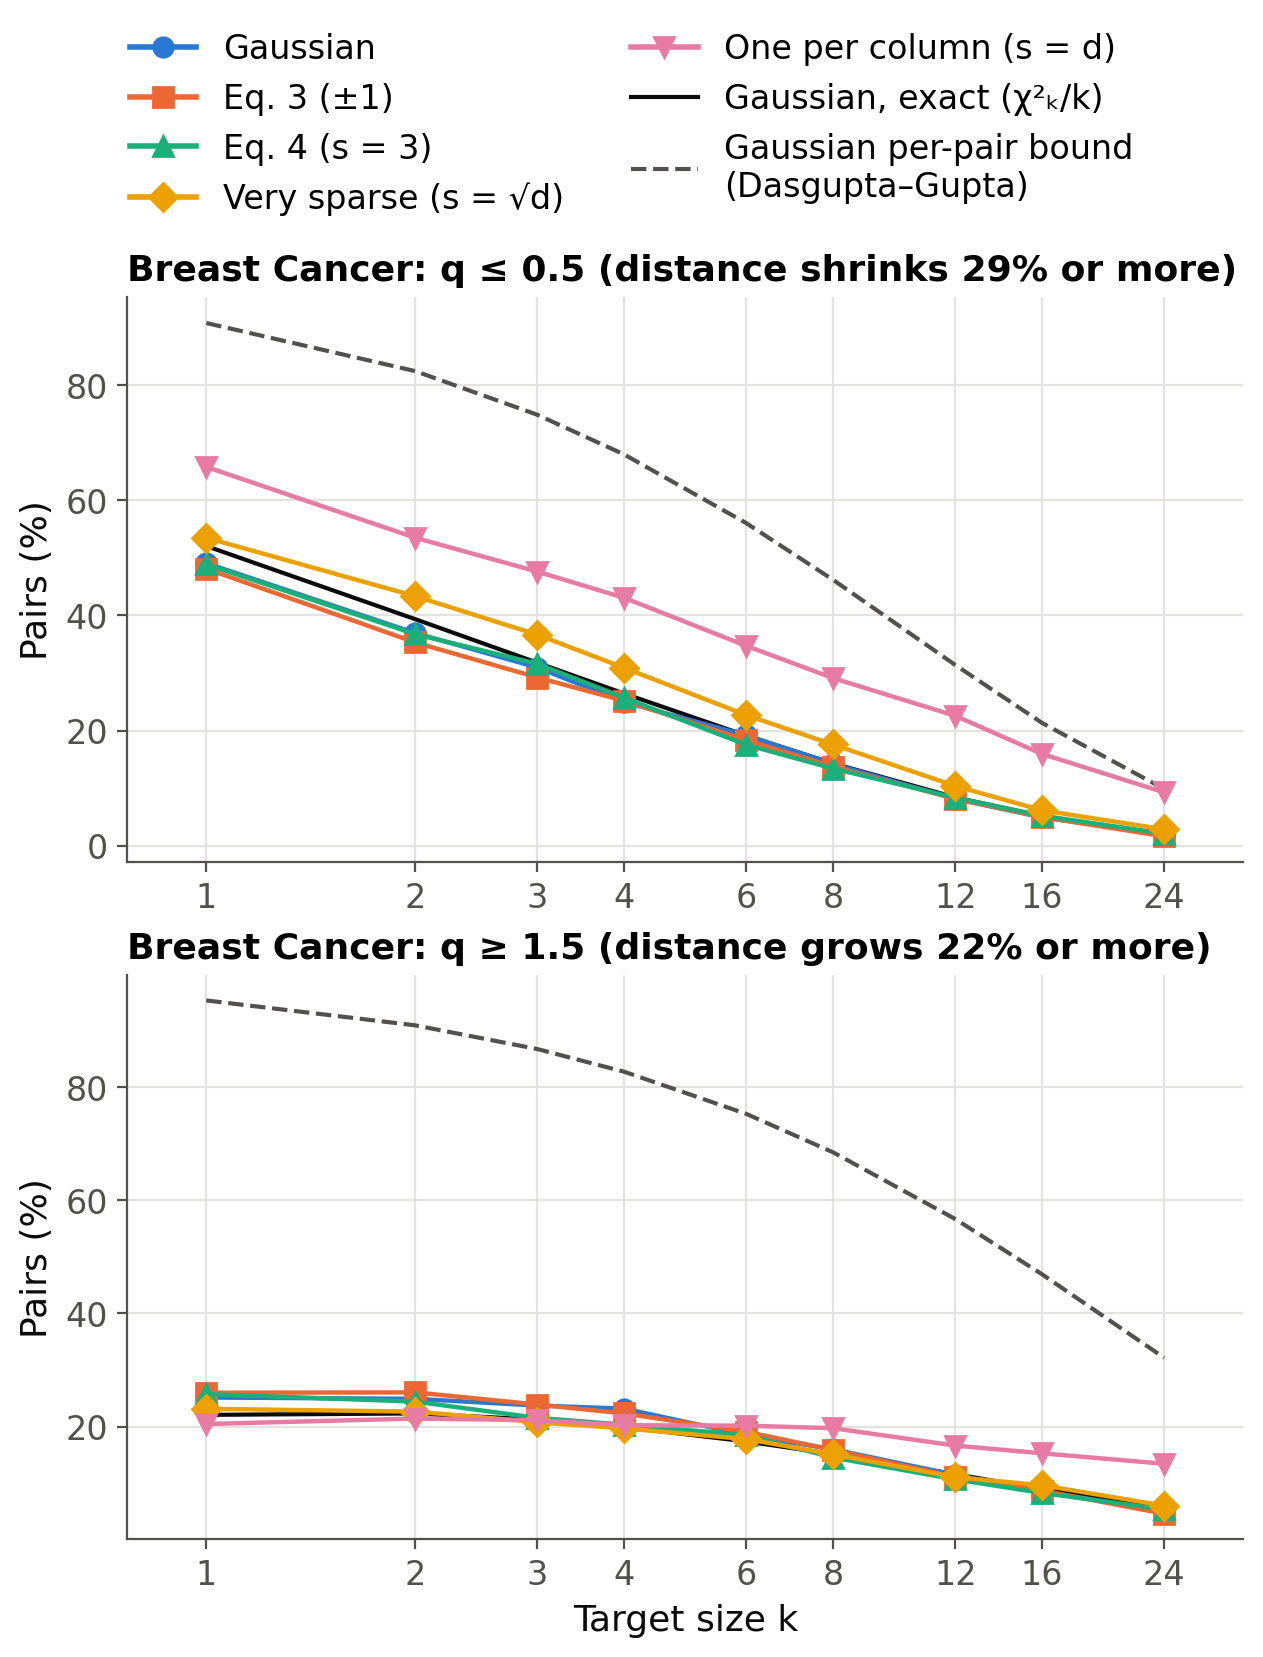 Gaussian
Eq. 3 (±1)
Eq. 4 (s = 3)
Very sparse (s = √d)
One per column (s = d)
Gaussian, exact (χ²ₖ/k)
Gaussian per-pair bound
(Dasgupta–Gupta)
Breast Cancer: q ≤ 0.5 (distance shrinks 29% or more)
Pairs (%)
80
60
40
20
0
1 2 3 4 6 8 12 16 24
Breast Cancer: q ≥ 1.5 (distance grows 22% or more)
Pairs (%)
80
60
40
20
1 2 3 4 6 8 12 16 24
Target size k